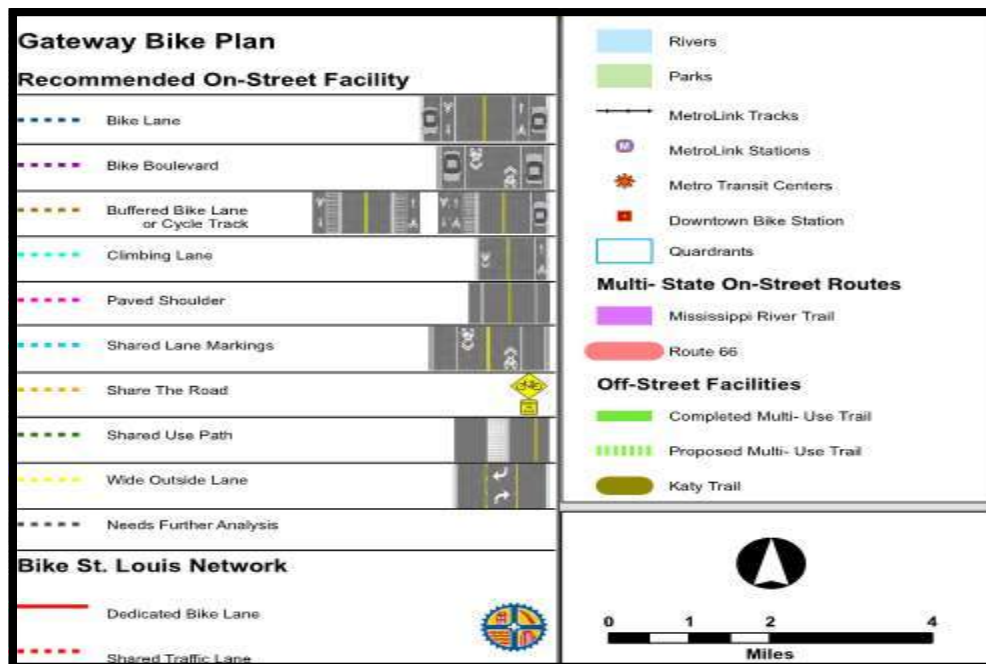 Gateway Bike Plan
Recommended On-Street Facility
Bike Lane
Bike Boulevard
Buffered Bike Lane
or Cycle Track
Climbing Lane
Paved Shoulder
Shared Lane Markings
Share The Road
Shared Use Path
Wide Outside Lane
Needs Further Analysis
Bike St. Louis Network
Dedicated Bike Lane
Shared Traffic Lane
Rivers
Parks
MetroLink Tracks
M
MetroLink Stations
Metro Transit Centers
Downtown Bike Station
Quadrants
Multi- State On-Street Routes
Mississippi River Trail
Route 66
Off-Street Facilities
Completed Multi- Use Trail
Proposed Multi- Use Trail
Katy Trail
0 1 2 4
Miles